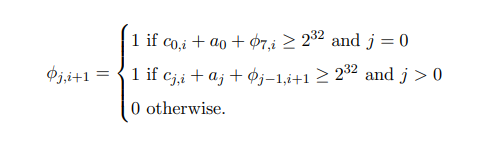 1 if c_{0,i} + a_0 + ϕ_{7,i} ≥ 2^{32} and j = 0
ϕ_{j,i+1} = { 1 if c_{j,i} + a_j + ϕ_{j−1,i+1} ≥ 2^{32} and j > 0
0 otherwise.